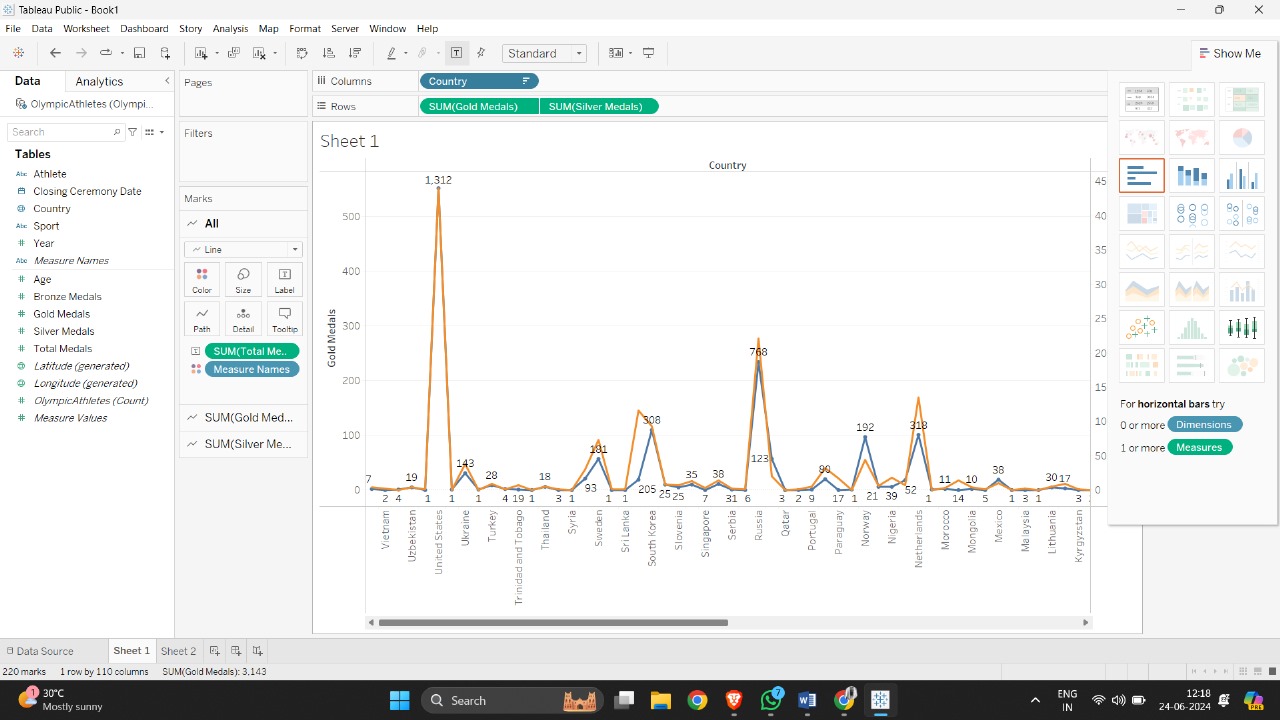 Tableau Public - Book1
File Data Worksheet Dashboard Story Analysis Map Format Server Window Help
Standard
Show Me
Data
Analytics
OlympicAthletes (Olympi...
Search
Tables
Abc Athlete
Closing Ceremony Date
Country
Abc Sport
# Year
Abc Measure Names
# Age
# Bronze Medals
# Gold Medals
# Silver Medals
# Total Medals
Latitude (generated)
Longitude (generated)
# OlympicAthletes (Count)
# Measure Values
Pages
Filters
Marks
All
Line
Color
Size
Label
Path
Detail
Tooltip
SUM(Total Me..
Measure Names
SUM(Gold Med...
SUM(Silver Me...
Columns
Country
Rows
SUM(Gold Medals)
SUM(Silver Medals)
Sheet 1
Country
Gold Medals
500
400
300
200
100
0
1,312
7
2
4
19
1
1
143
1
28
4
19
1
18
3
1
93
181
1
1
205
308
25
25
35
7
38
31
6
768
123
3
2
9
80
17
1
192
21
39
52
318
1
11
14
10
5
38
1
3
1
30
17
1
45
40
35
30
25
20
15
10
50
0
Vietnam
Uzbekistan
United States
Ukraine
Turkey
Trinidad and Tobago
Thailand
Syria
Sweden
Sri Lanka
South Korea
Slovenia
Singapore
Serbia
Russia
Qatar
Portugal
Paraguay
Norway
Nigeria
Netherlands
Morocco
Mongolia
Mexico
Malaysia
Lithuania
Kyrgyzstan
For horizontal bars try
0 or more Dimensions
1 or more Measures
Data Source
Sheet 1
Sheet 2
220 marks
1 row by 110 columns
SUM(Gold Medals): 3,143
1
30°C
Mostly sunny
Search
7
ENG
IN
12:18
24-06-2024